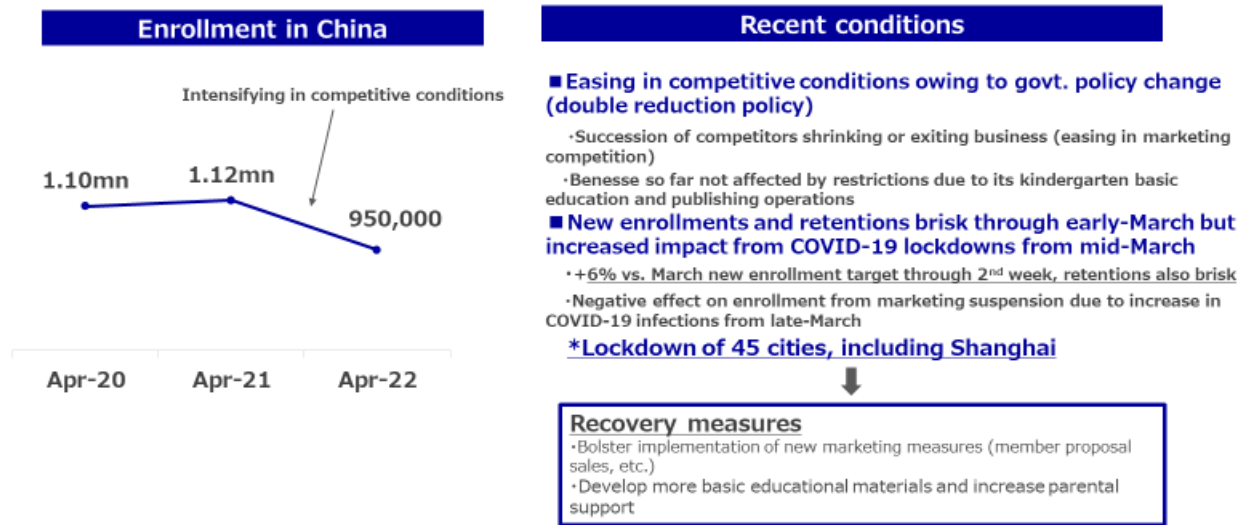 Enrollment in China
Intensifying in competitive conditions
1.10mn
1.12mn
950,000
Apr-20
Apr-21
Apr-22
Recent conditions
■Easing in competitive conditions owing to govt. policy change
(double reduction policy)
・Succession of competitors shrinking or exiting business (easing in marketing
competition)
・Benesse so far not affected by restrictions due to its kindergarten basic
education and publishing operations
■New enrollments and retentions brisk through early-March but
increased impact from COVID-19 lockdowns from mid-March
・+6% vs. March new enrollment target through 2nd week, retentions also brisk
・Negative effect on enrollment from marketing suspension due to increase in
COVID-19 infections from late-March
*Lockdown of 45 cities, including Shanghai
Recovery measures
・Bolster implementation of new marketing measures (member proposal
sales, etc.)
・Develop more basic educational materials and increase parental
support